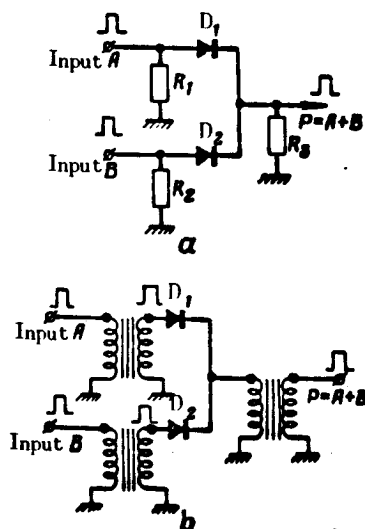 D₁
Input A
R₁
P=A+B
D₂
Input B
R₂
R₃
a
D₁
Input A
P=A+B
D₂
Input B
b